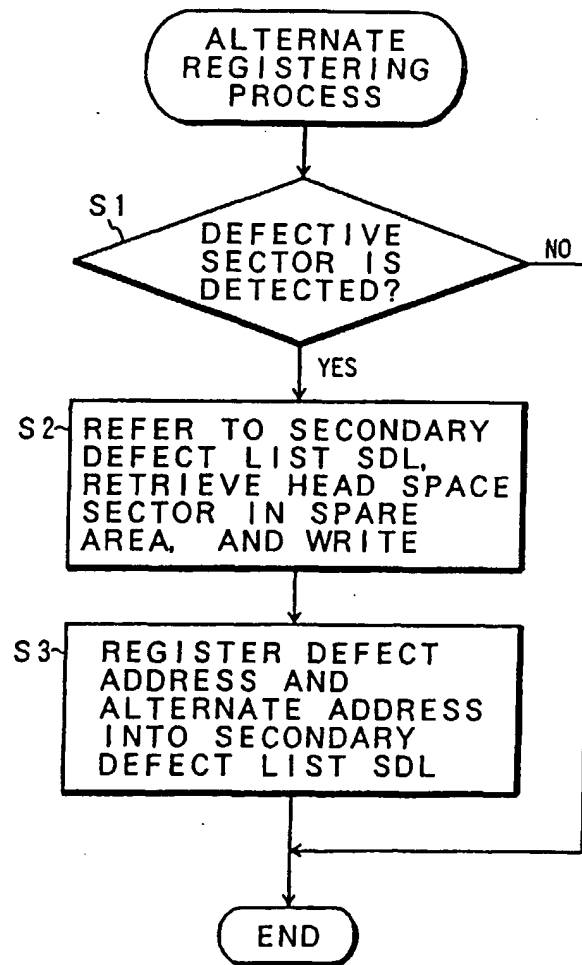 ALTERNATE
REGISTERING
PROCESS
S1
DEFECTIVE
SECTOR IS
DETECTED?
NO
YES
S2
REFER TO SECONDARY
DEFECT LIST SDL,
RETRIEVE HEAD SPACE
SECTOR IN SPARE
AREA, AND WRITE
S3
REGISTER DEFECT
ADDRESS AND
ALTERNATE ADDRESS
INTO SECONDARY
DEFECT LIST SDL
END